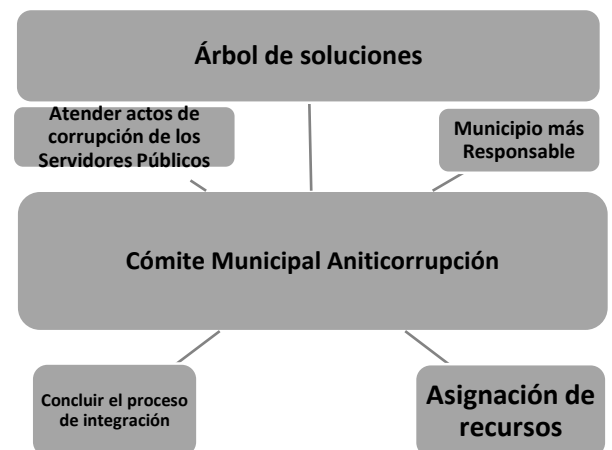 Árbol de soluciones
Atender actos de
corrupción de los
Servidores Públicos
Municipio más
Responsable
Cómite Municipal Aniticorrupción
Concluir el proceso
de integración
Asignación de
recursos